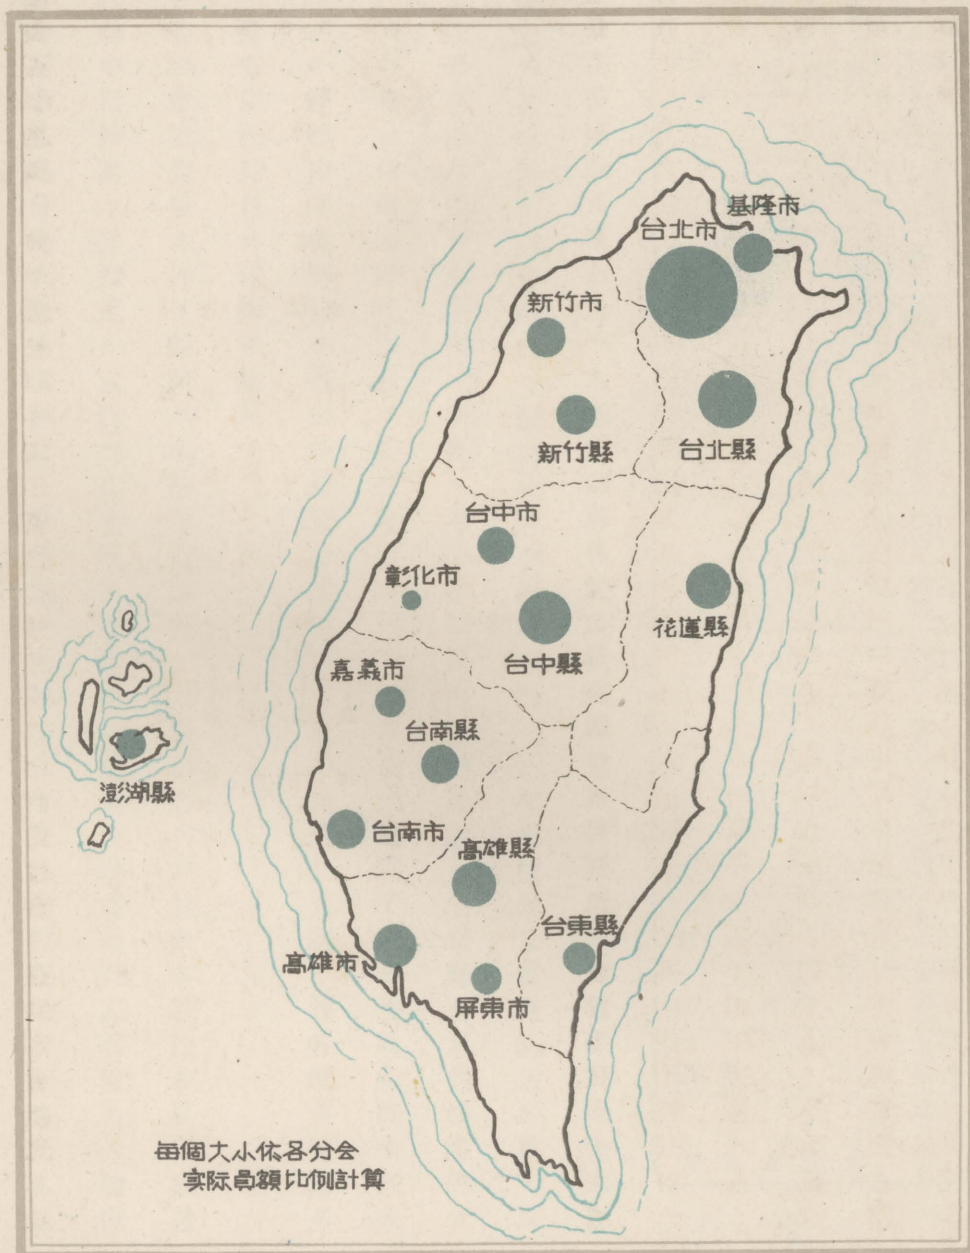 基隆市
台北市
新竹市
新竹縣
台北縣
台中市
彰化市
花蓮縣
台中縣
嘉義市
台南縣
澎湖縣
台南市
高雄縣
台東縣
高雄市
屏東市
每個大小依各分会
实际員額比例計算